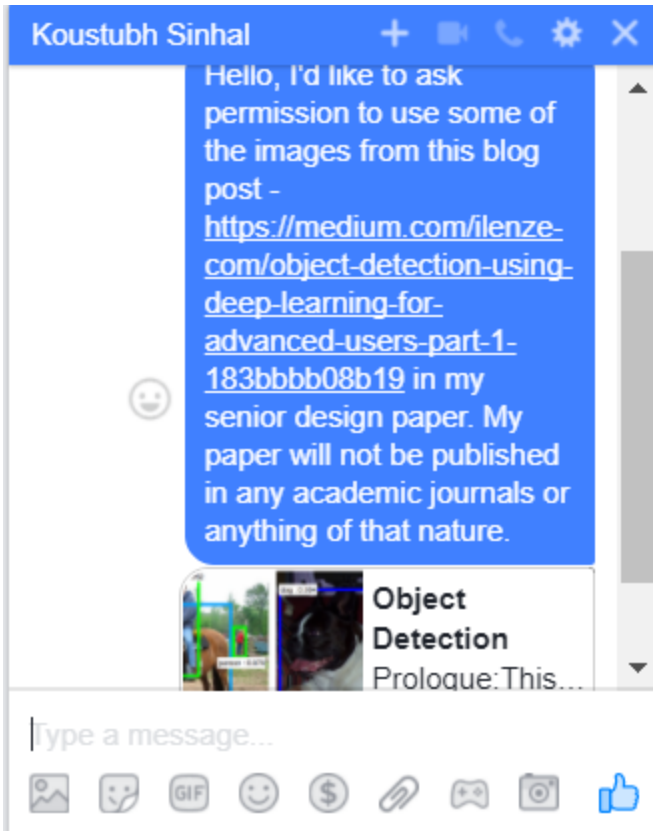 Koustubh Sinhal
Hello, I'd like to ask
permission to use some of
the images from this blog
post -
https://medium.com/ilenze-
com/object-detection-using-
deep-learning-for-
advanced-users-part-1-
183bbbb08b19 in my
senior design paper. My
paper will not be published
in any academic journals or
anything of that nature.
Object
Detection
Prologue:This...
Type a message...
GIF
$